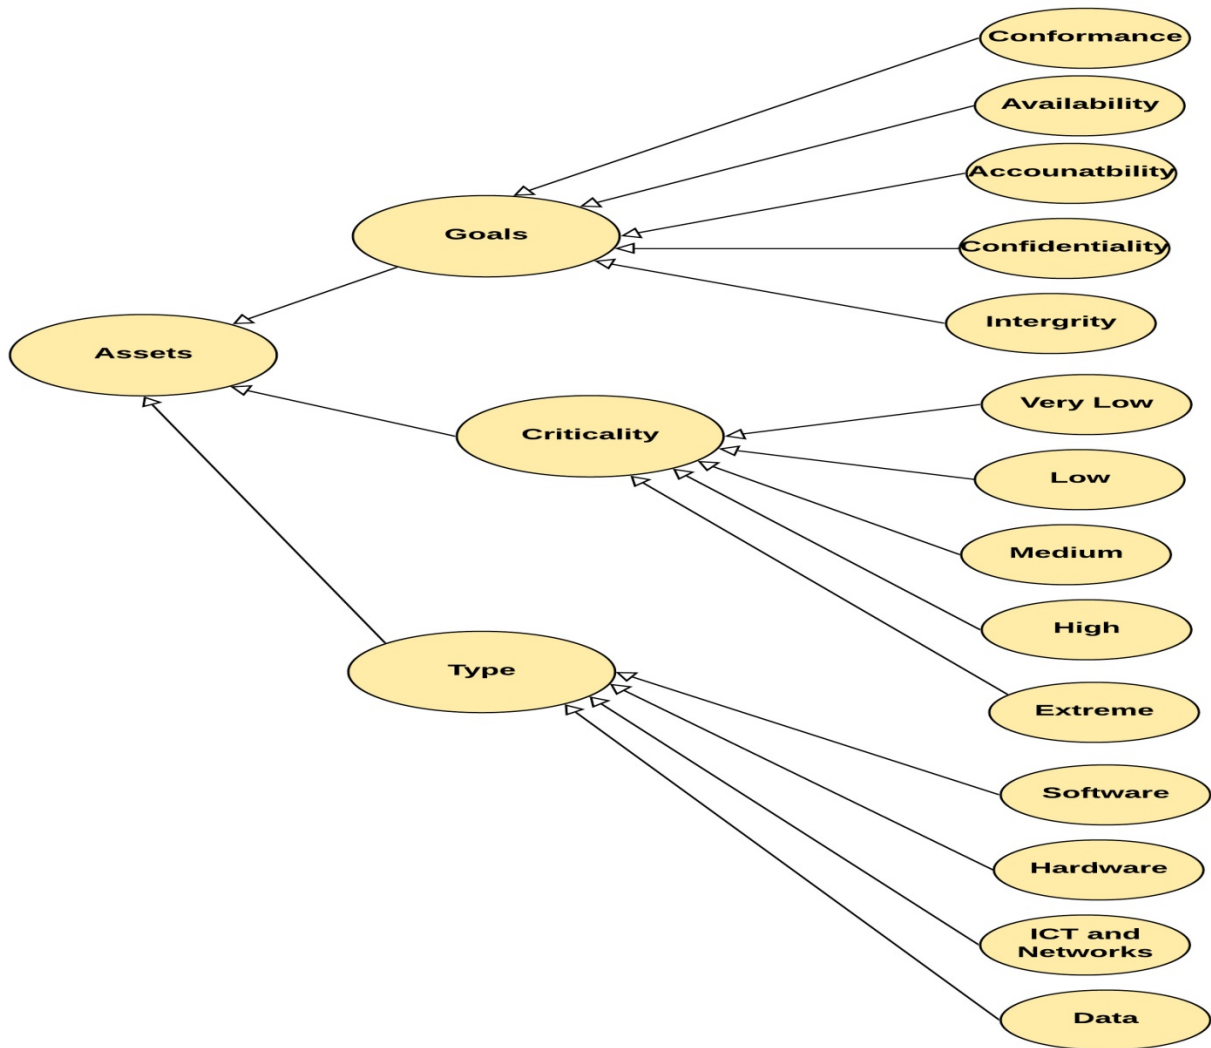 Conformance
Availability
Accounatbility
Goals
Confidentiality
Intergrity
Assets
Very Low
Criticality
Low
Medium
High
Type
Extreme
Software
Hardware
ICT and
Networks
Data